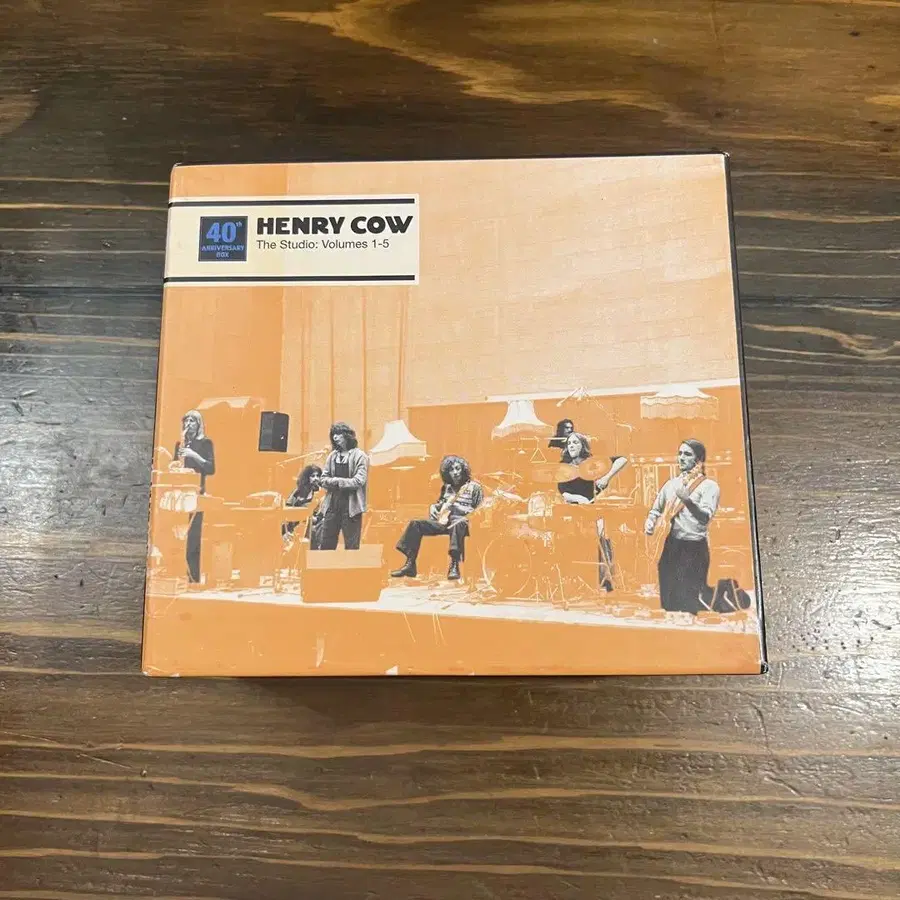 40th
ANNIVERSARY
BOX
HENRY COW
The Studio: Volumes 1-5